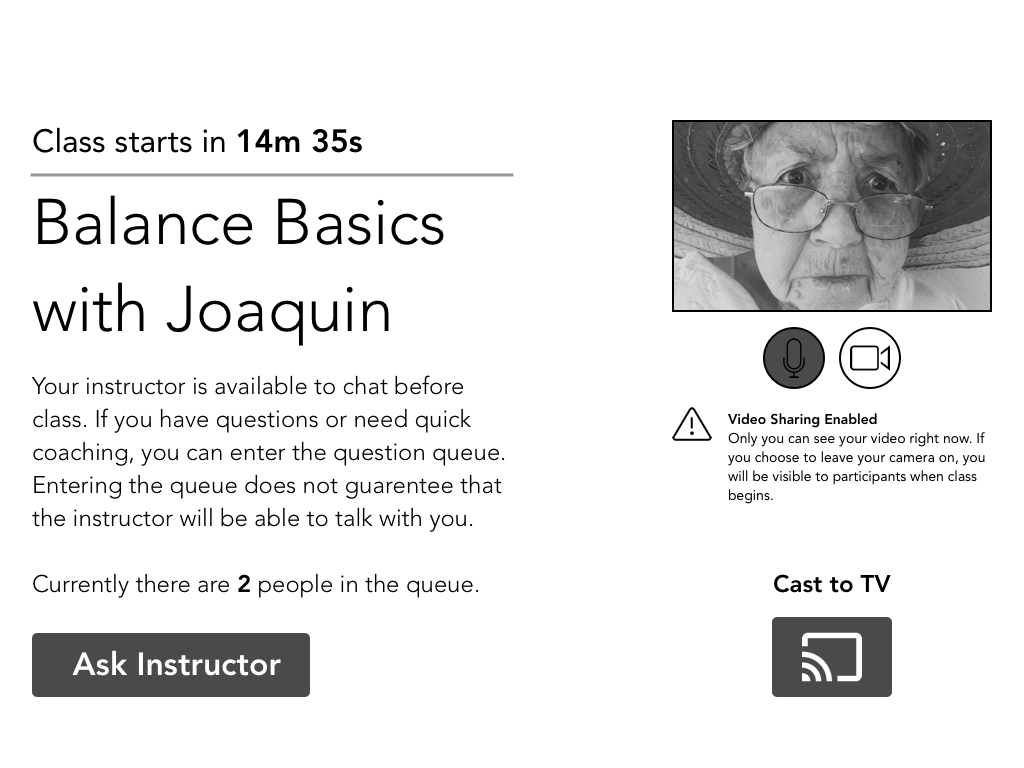 Class starts in 14m 35s
Balance Basics
with Joaquin
Your instructor is available to chat before
class. If you have questions or need quick
coaching, you can enter the question queue.
Entering the queue does not guarentee that
the instructor will be able to talk with you.
Currently there are 2 people in the queue.
Ask Instructor
Video Sharing Enabled
Only you can see your video right now. If
you choose to leave your camera on, you
will be visible to participants when class
begins.
Cast to TV